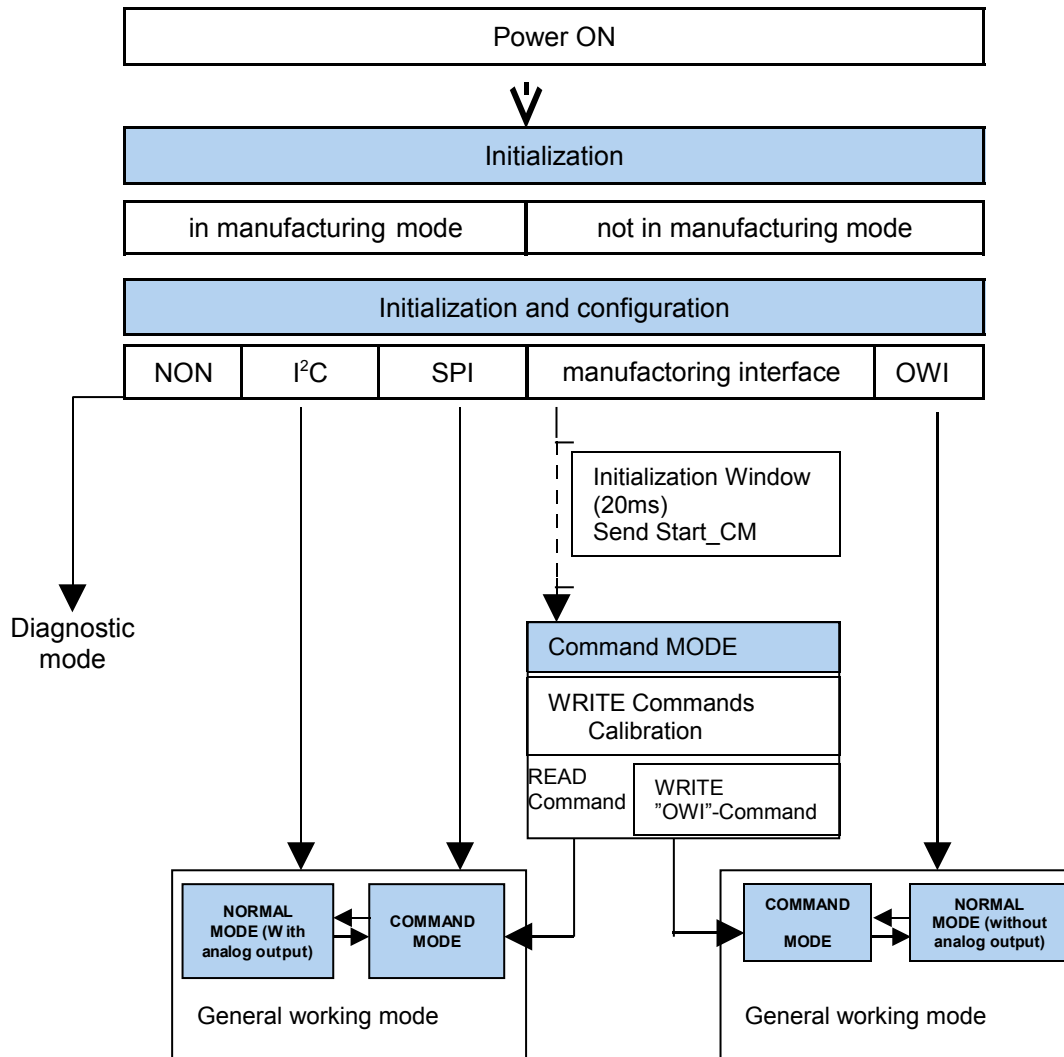 Power ON
Initialization
in manufacturing mode
not in manufacturing mode
Initialization and configuration
NON
I²C
SPI
manufactoring interface
OWI
Initialization Window
(20ms)
Send Start_CM
Diagnostic
mode
Command MODE
WRITE Commands
Calibration
READ
Command
WRITE
”OWI”-Command
NORMAL
MODE (With
analog output)
COMMAND
MODE
General working mode
COMMAND
MODE
NORMAL
MODE (without
analog output)
General working mode